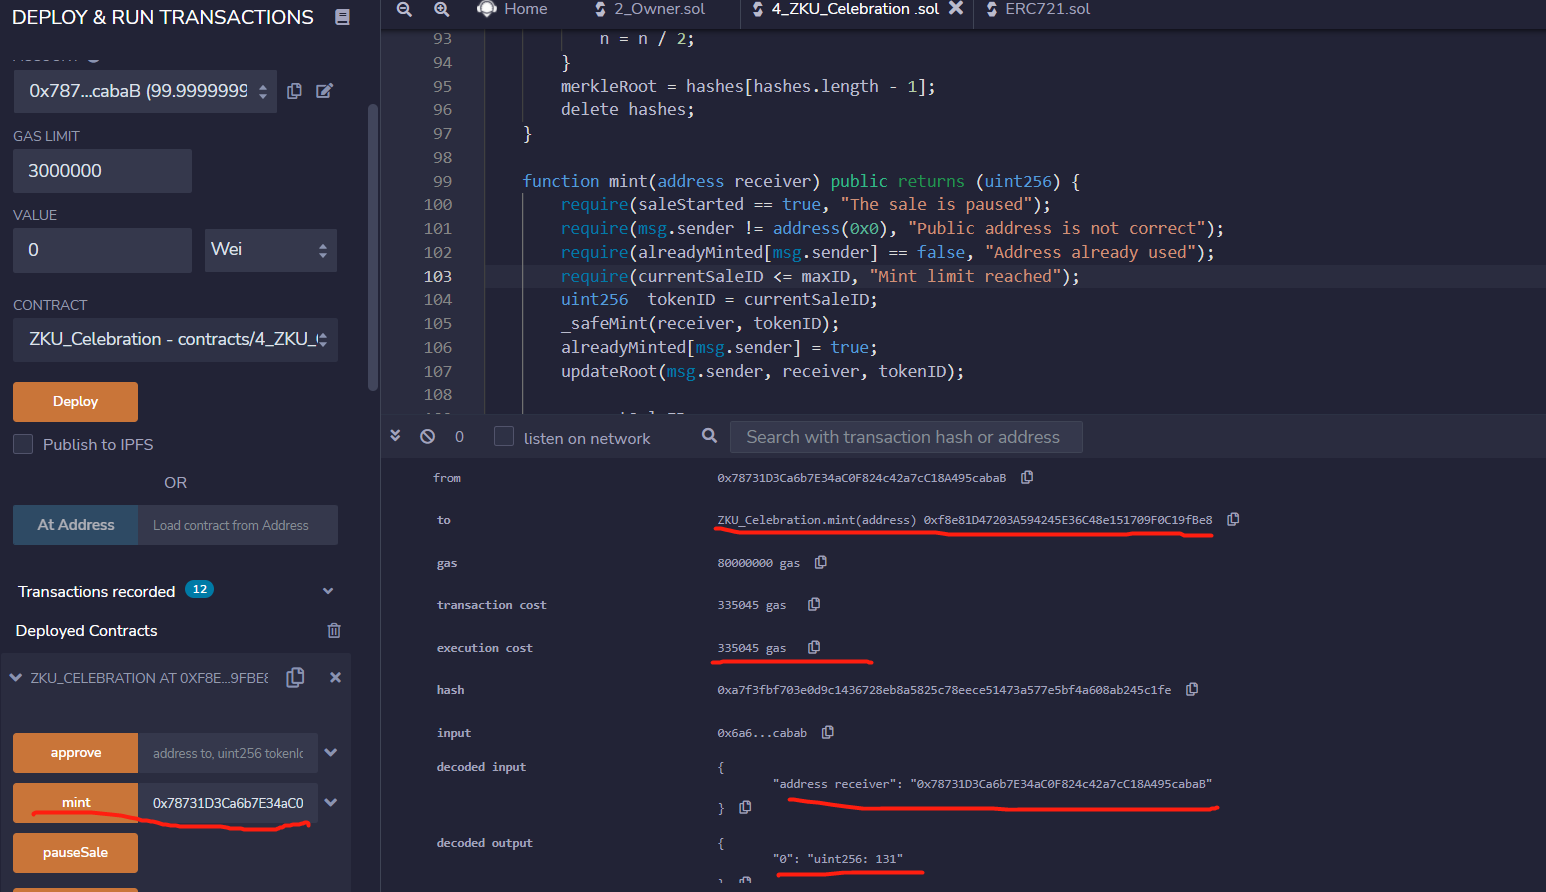 DEPLOY & RUN TRANSACTIONS
0x787...cabaB (99.9999999
GAS LIMIT
3000000
VALUE
0
Wei
CONTRACT
ZKU_Celebration - contracts/4_ZKU_
Deploy
Publish to IPFS
OR
At Address
Load contract from Address
Transactions recorded 12
Deployed Contracts
ZKU_CELEBRATION AT 0XF8E...9FBE8
approve
address to, uint256 tokenId
mint
0x78731D3Ca6b7E34aC0
pauseSale
Home
2_Owner.sol
4_ZKU_Celebration .sol
ERC721.sol
93 n = n / 2;
94 }
95 merkleRoot = hashes[hashes.length - 1];
96 delete hashes;
97 }
98
99 function mint(address receiver) public returns (uint256) {
100 require(saleStarted == true, "The sale is paused");
101 require(msg.sender != address(0x0), "Public address is not correct");
102 require(alreadyMinted[msg.sender] == false, "Address already used");
103 require(currentSaleID <= maxID, "Mint limit reached");
104 uint256  tokenID = currentSaleID;
105 _safeMint(receiver, tokenID);
106 alreadyMinted[msg.sender] = true;
107 updateRoot(msg.sender, receiver, tokenID);
108
0
listen on network
Search with transaction hash or address
from 0x78731D3Ca6b7E34aC0F824c42a7cC18A495cabaB
to ZKU_Celebration.mint(address) 0xf8e81D47203A594245E36C48e151709F0C19fBe8
gas 80000000 gas
transaction cost 335045 gas
execution cost 335045 gas
hash 0xa7f3fbf703e0d9c1436728eb8a5825c78eece51473a577e5bf4a608ab245c1fe
input 0x6a6...cabab
decoded input {
"address receiver": "0x78731D3Ca6b7E34aC0F824c42a7cC18A495cabaB"
}
decoded output {
"0": "uint256: 131"
}